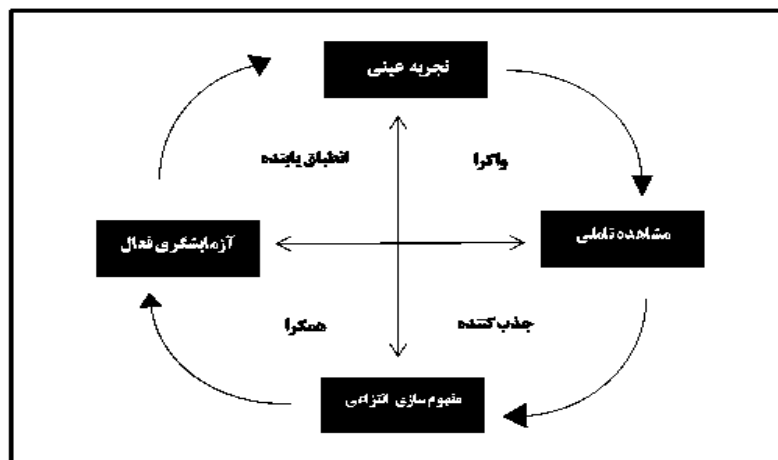 تجربه عینی
انطباق یابنده
واگرا
آزمایشگری فعال
مشاهده تاملی
همگرا
جذب کننده
مفهوم سازی انتزاعی